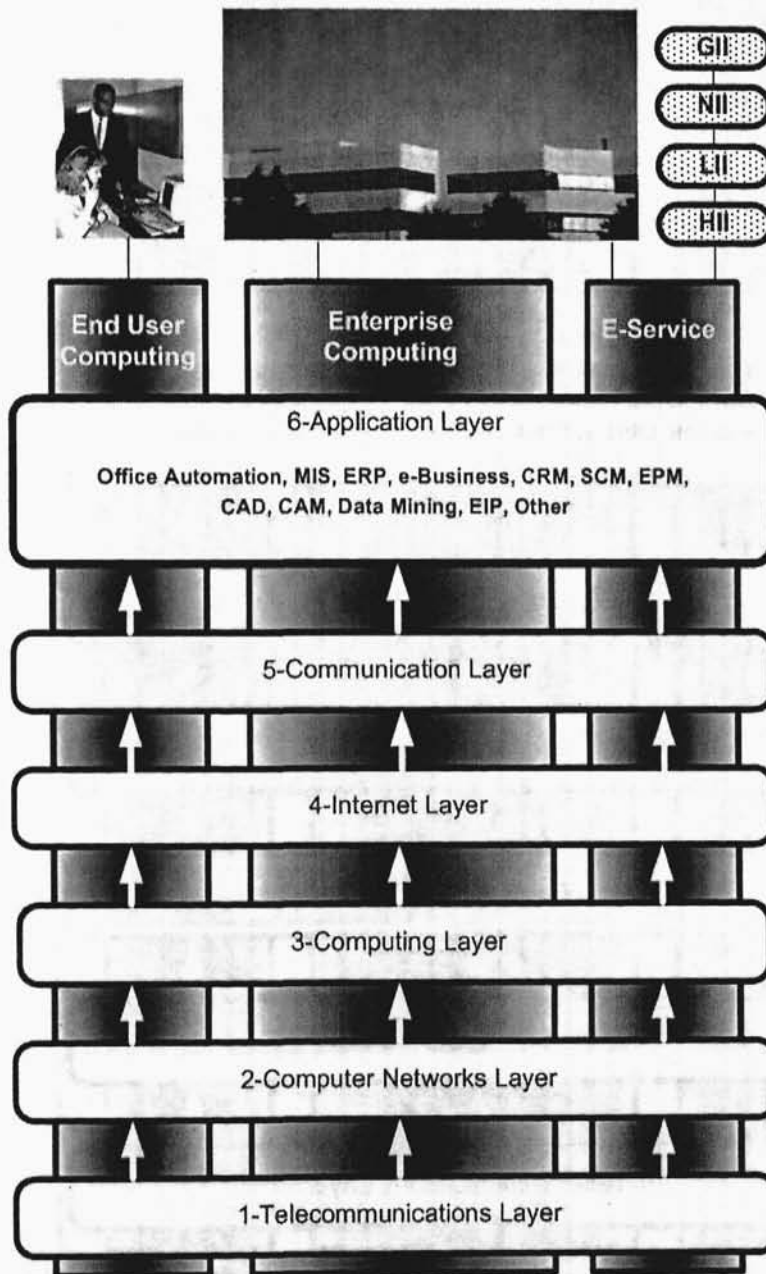 GII
NII
LII
HII
End User
Computing
Enterprise
Computing
E-Service
6-Application Layer
Office Automation, MIS, ERP, e-Business, CRM, SCM, EPM,
CAD, CAM, Data Mining, EIP, Other
5-Communication Layer
4-Internet Layer
3-Computing Layer
2-Computer Networks Layer
1-Telecommunications Layer